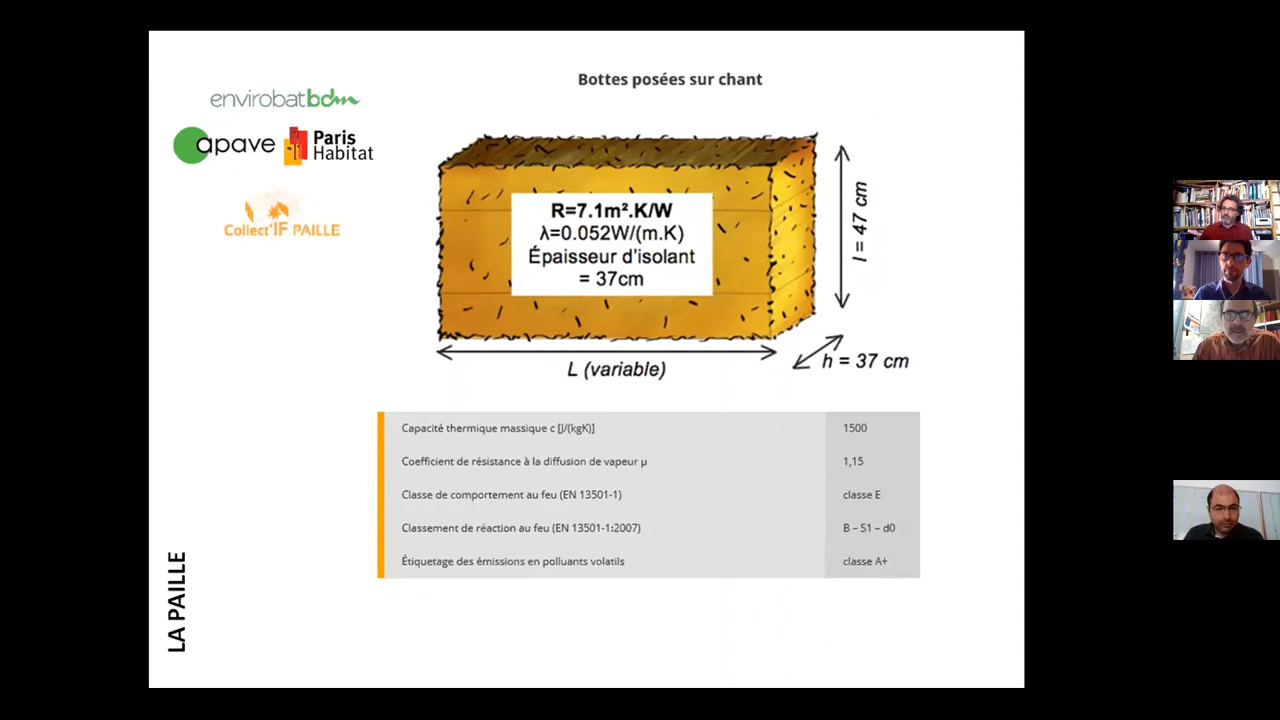 Bottes posées sur chant
envirobatbdm
apave
Paris
Habitat
Collect'IF PAILLE
R=7.1m².K/W
λ=0.052W/(m.K)
Épaisseur d'isolant
= 37cm
l = 47 cm
h = 37 cm
L (variable)
Capacité thermique massique c [J/(kgK)] 1500
Coefficient de résistance à la diffusion de vapeur µ 1,15
Classe de comportement au feu (EN 13501-1) classe E
Classement de réaction au feu (EN 13501-1:2007) B – S1 – d0
Étiquetage des émissions en polluants volatils classe A+
LA PAILLE